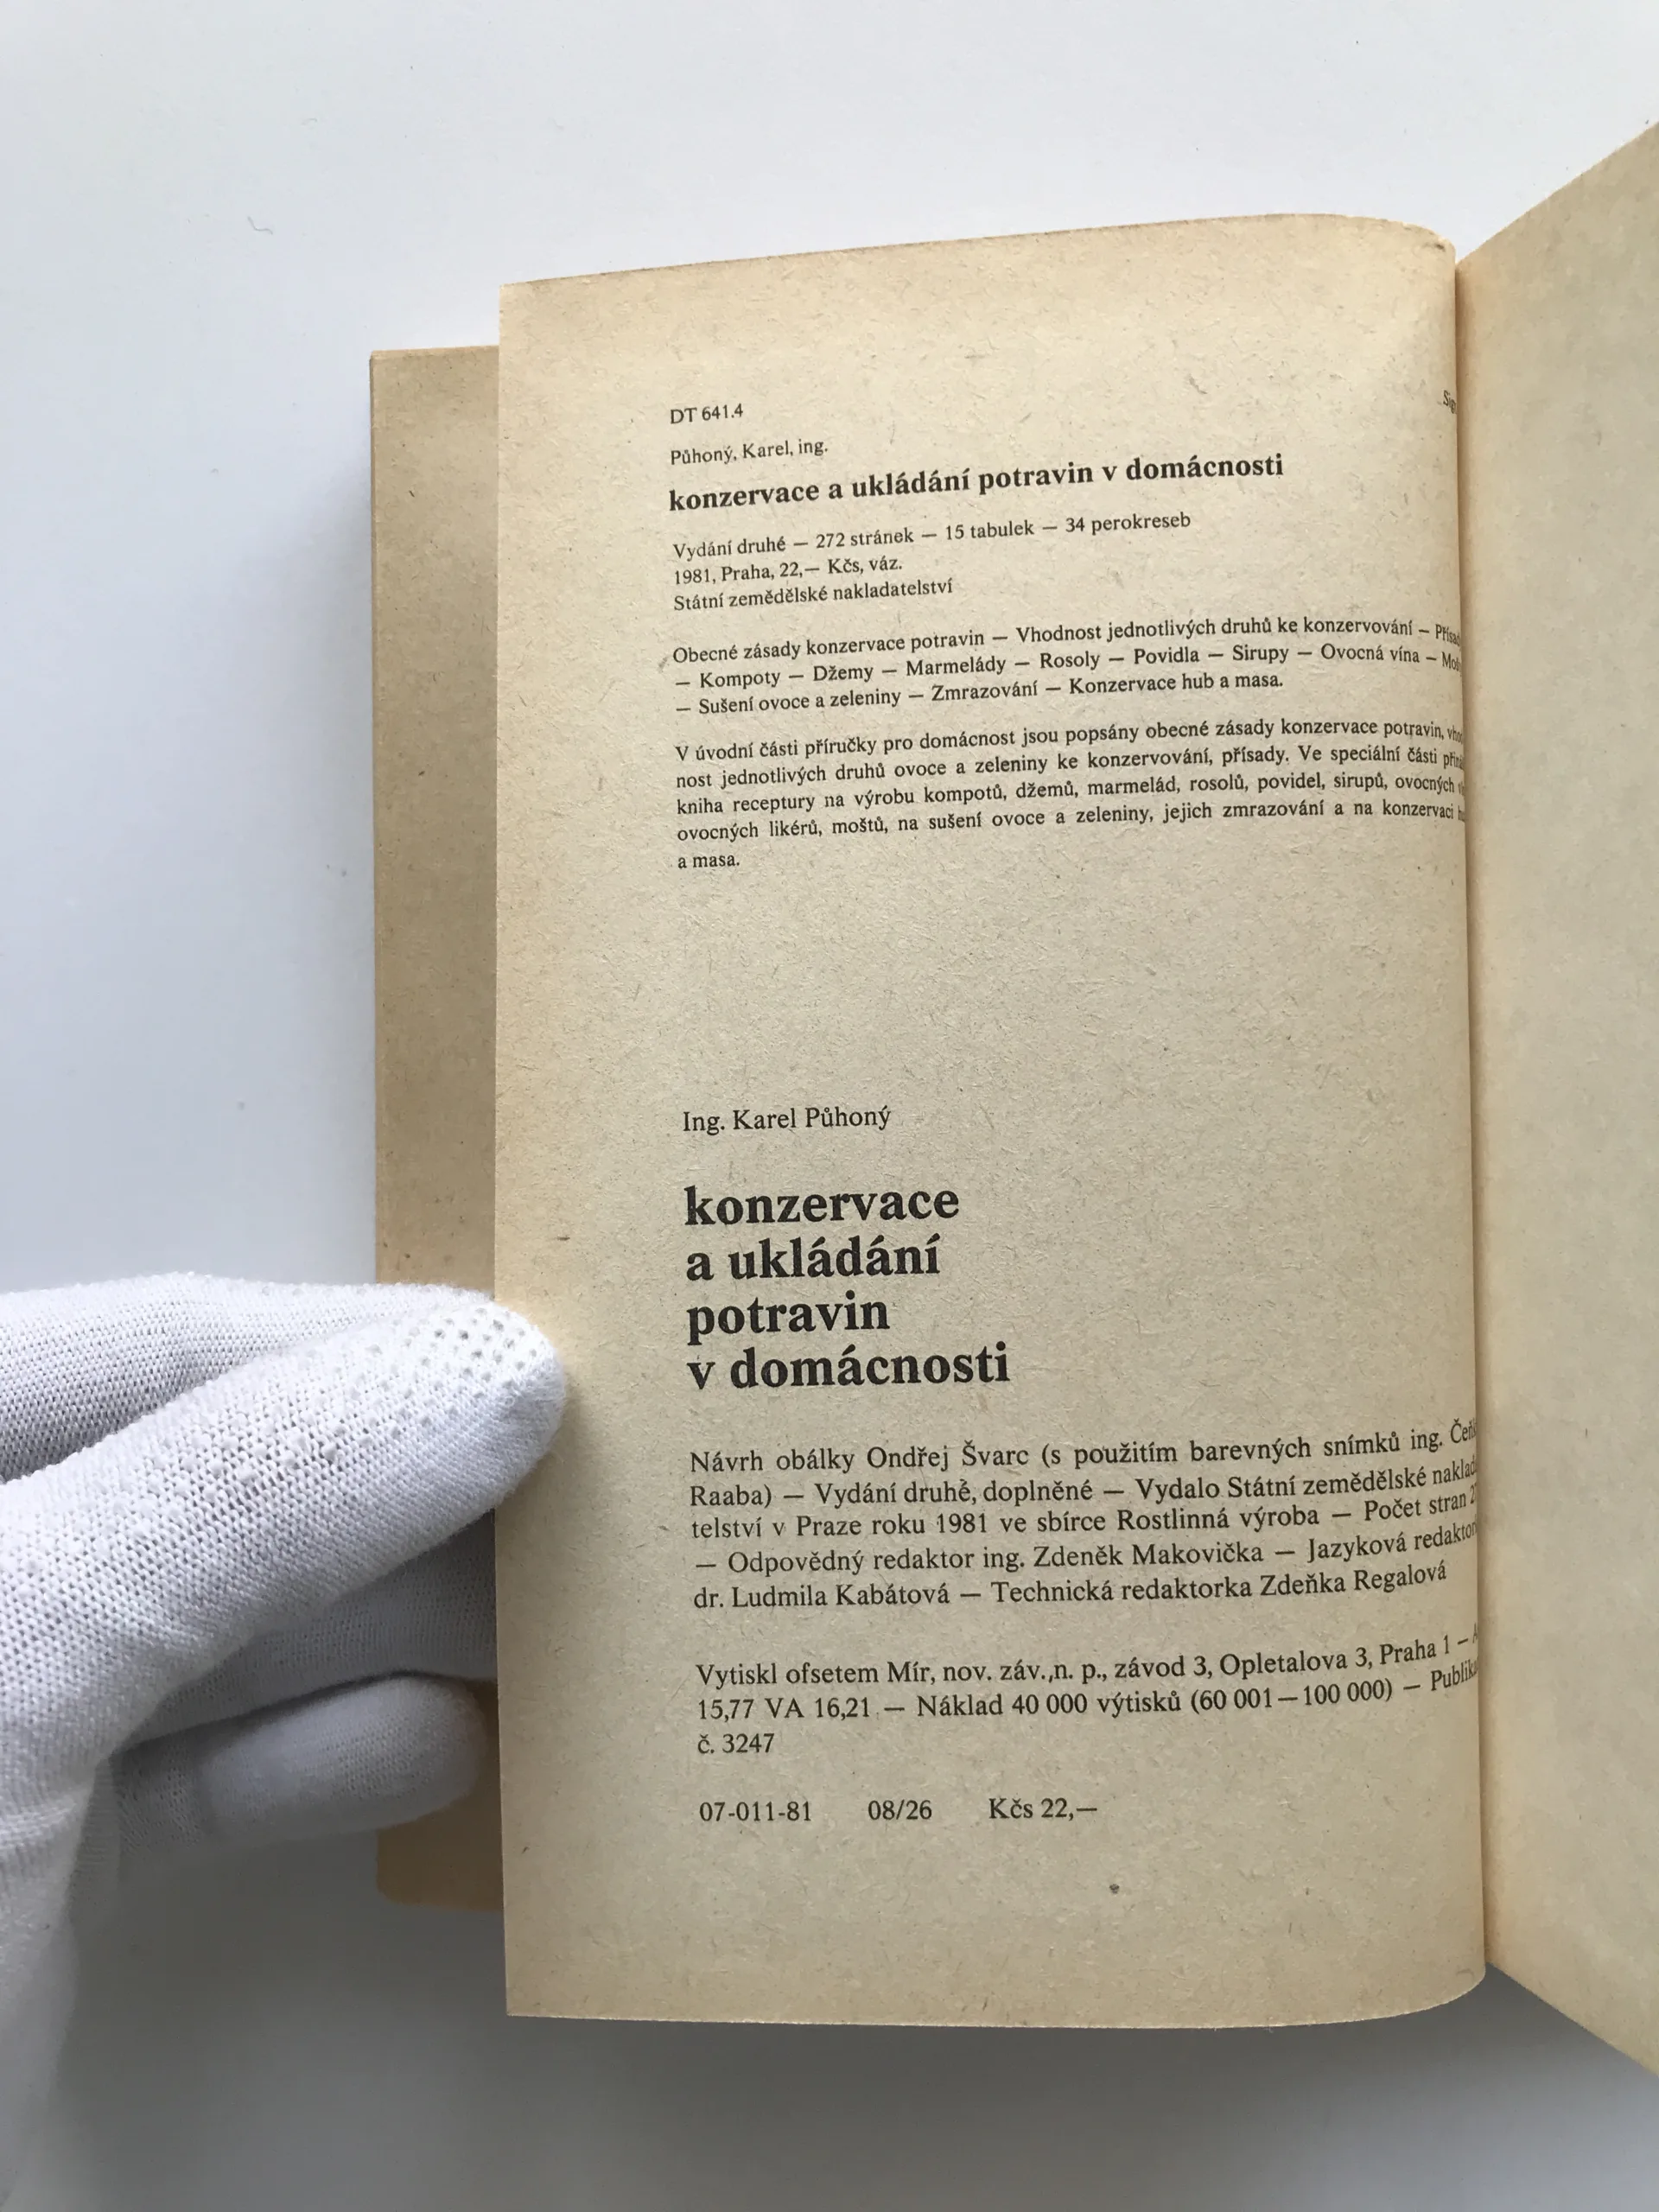 DT 641.4
Půhoný, Karel, ing.
konzervace a ukládání potravin v domácnosti
Vydání druhé — 272 stránek — 15 tabulek — 34 perokreseb
1981, Praha, 22,— Kčs, váz.
Státní zemědělské nakladatelství
Obecné zásady konzervace potravin — Vhodnost jednotlivých druhů ke konzervování —
— Kompoty — Džemy — Marmelády — Rosoly — Povidla — Sirupy — Ovocná vína —
— Sušení ovoce a zeleniny — Zmrazování — Konzervace hub a masa.
V úvodní části příručky pro domácnost jsou popsány obecné zásady konzervace potravin,
nost jednotlivých druhů ovoce a zeleniny ke konzervování, přísady. Ve speciální části
kniha receptury na výrobu kompotů, džemů, marmelád, rosolů, povidel, sirupů, ovocných
ovocných likérů, moštů, na sušení ovoce a zeleniny, jejich zmrazování a na konzervaci
a masa.
Ing. Karel Půhoný
konzervace
a ukládání
potravin
v domácnosti
Návrh obálky Ondřej Švarc (s použitím barevných snímků ing.
Raaba) — Vydání druhé, doplněné — Vydalo Státní zemědělské naklad
telství v Praze roku 1981 ve sbírce Rostlinná výroba — Počet stran
— Odpovědný redaktor ing. Zdeněk Makovička — Jazyková redaktor
dr. Ludmila Kabátová — Technická redaktorka Zdeňka Regalová
Vytiskl ofsetem Mír, nov. záv., n. p., závod 3, Opletalova 3, Praha 1 —
15,77 VA 16,21 — Náklad 40 000 výtisků (60 001—100 000) —
č. 3247
07-011-81 08/26 Kčs 22,—